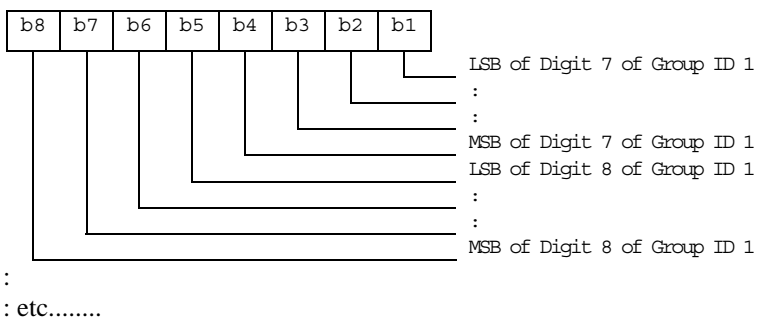 b8 b7 b6 b5 b4 b3 b2 b1
LSB of Digit 7 of Group ID 1
:
:
MSB of Digit 7 of Group ID 1
LSB of Digit 8 of Group ID 1
:
:
MSB of Digit 8 of Group ID 1
:
: etc........